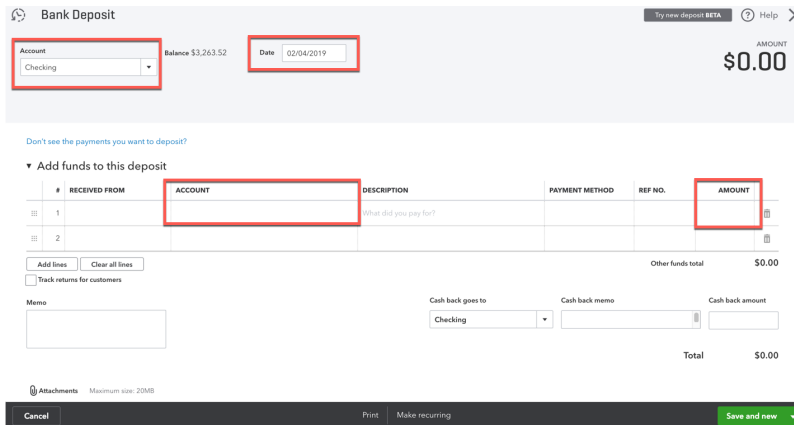 Bank Deposit
Try new deposit BETA
Help
Account
Checking
Balance $3,263.52
Date 02/04/2019
AMOUNT
$0.00
Don't see the payments you want to deposit?
Add funds to this deposit
# RECEIVED FROM ACCOUNT DESCRIPTION PAYMENT METHOD REF NO. AMOUNT
1 What did you pay for?
2
Add lines Clear all lines Other funds total $0.00
Track returns for customers
Memo
Cash back goes to Cash back memo Cash back amount
Checking
Total $0.00
Attachments Maximum size: 20MB
Cancel Print Make recurring Save and new